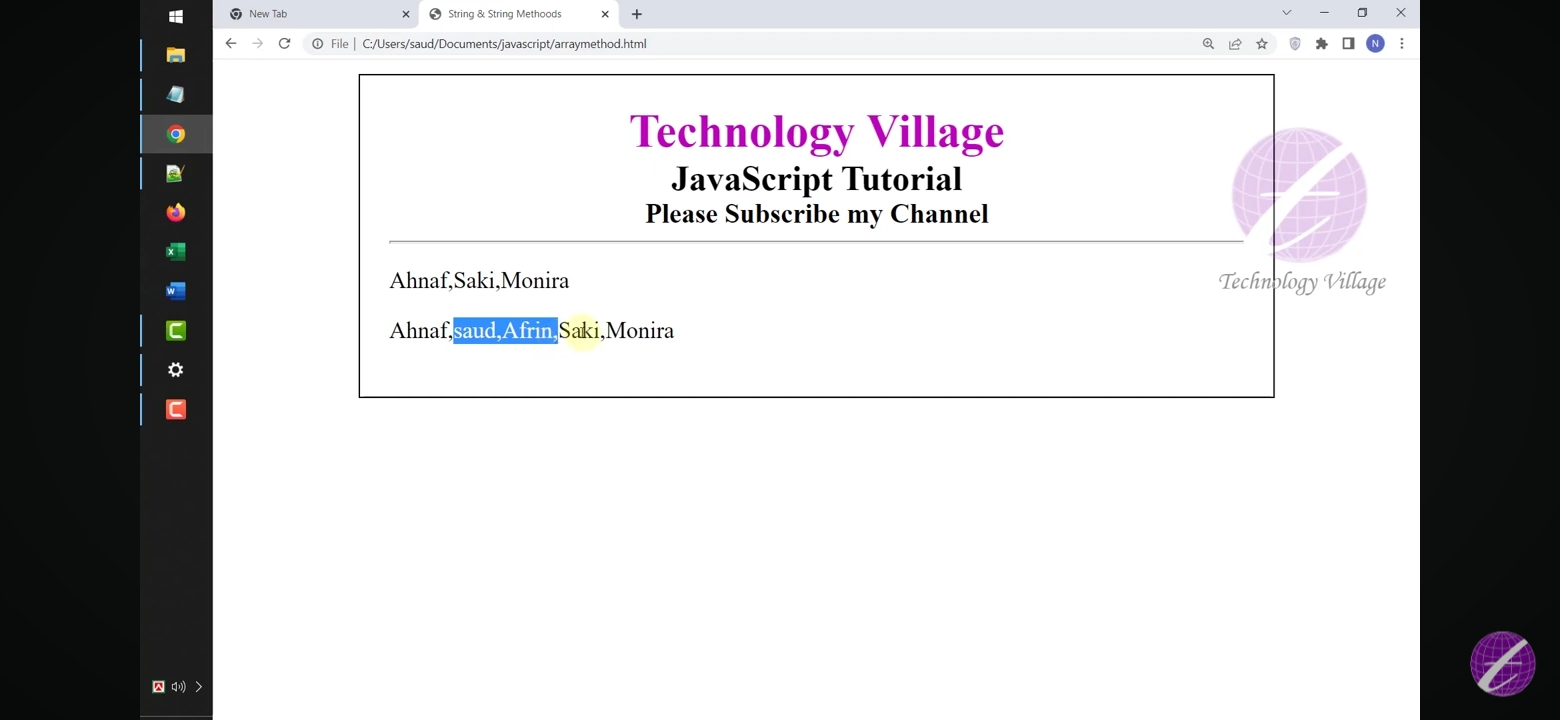 New Tab
String & String Methoods
File
C:/Users/saud/Documents/javascript/arraymethod.html
N
Technology Village
JavaScript Tutorial
Please Subscribe my Channel
Ahnaf,Saki,Monira
Technology Village
Ahnaf,saud,Afrin,Saki,Monira